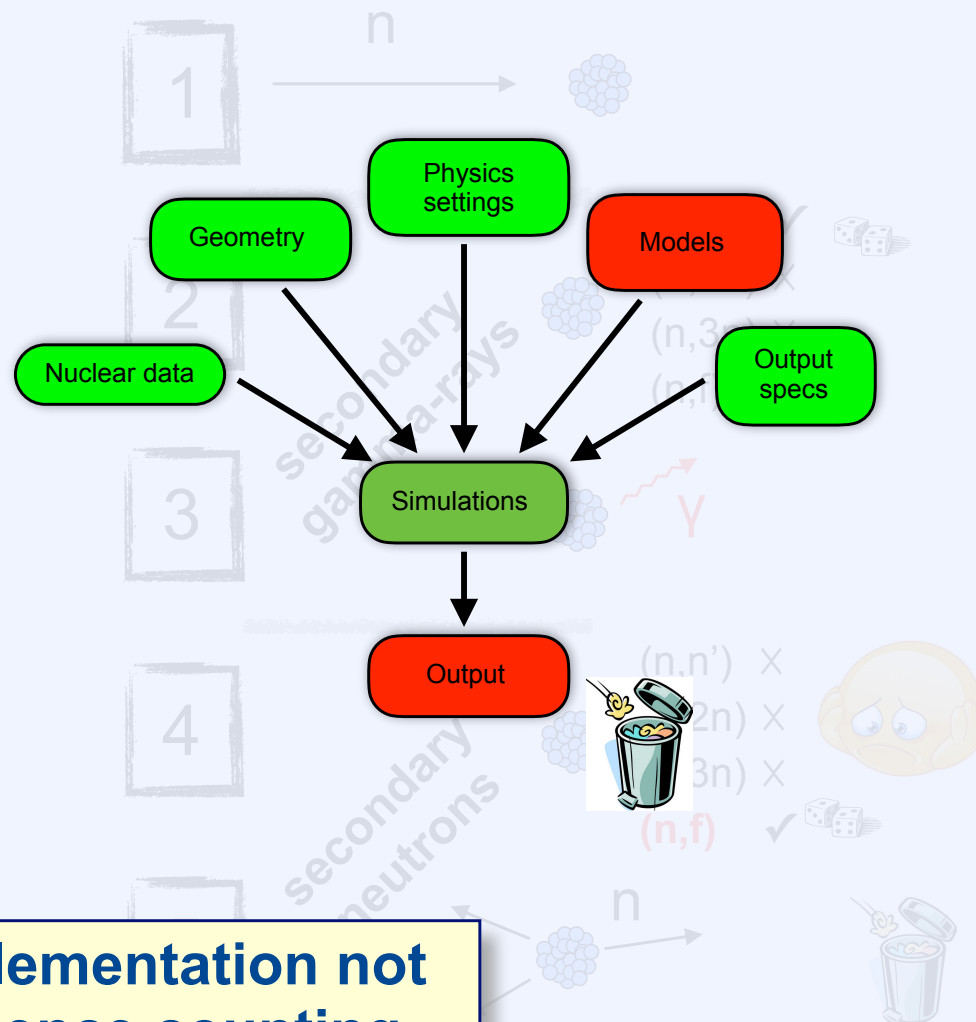 n
1
Physics
settings
Geometry
Models
2
secondary
gamma-rays
(n,3n)
Nuclear data
Output
specs
(n,f)
3
Simulations
γ
Output
(n,n') X
2n) X
4
3n) X
secondary
neutrons
(n,f) ✓
n
lementation not